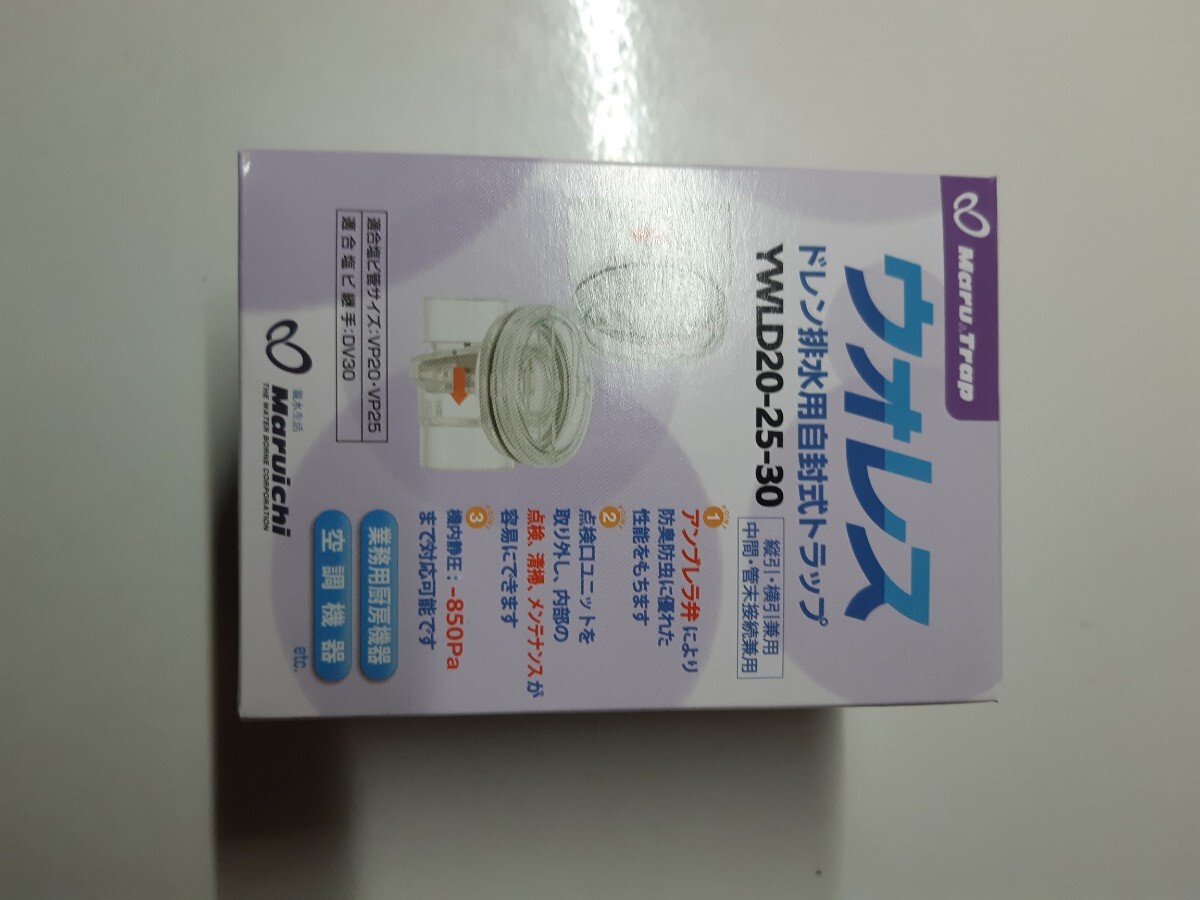 Maru Trap
ウオレス
ドレン排水用自封式トラップ
YWLD20-25-30
縦引・横引兼用
中間・管末接続兼用
1
アンブレラ弁により
防臭防虫に優れた
性能をもちます
2
点検口ユニットを
取り外し、内部の
点検、清掃、メンテナンスが
容易にできます
3
機内静圧：-850Pa
まで対応可能です
適合塩ビ管サイズ：VP20・VP25
適合塩ビ継手：DV30
業務用厨房機器
空調機器
etc.
Maruichi
THE WATER BORNE CORPORATION